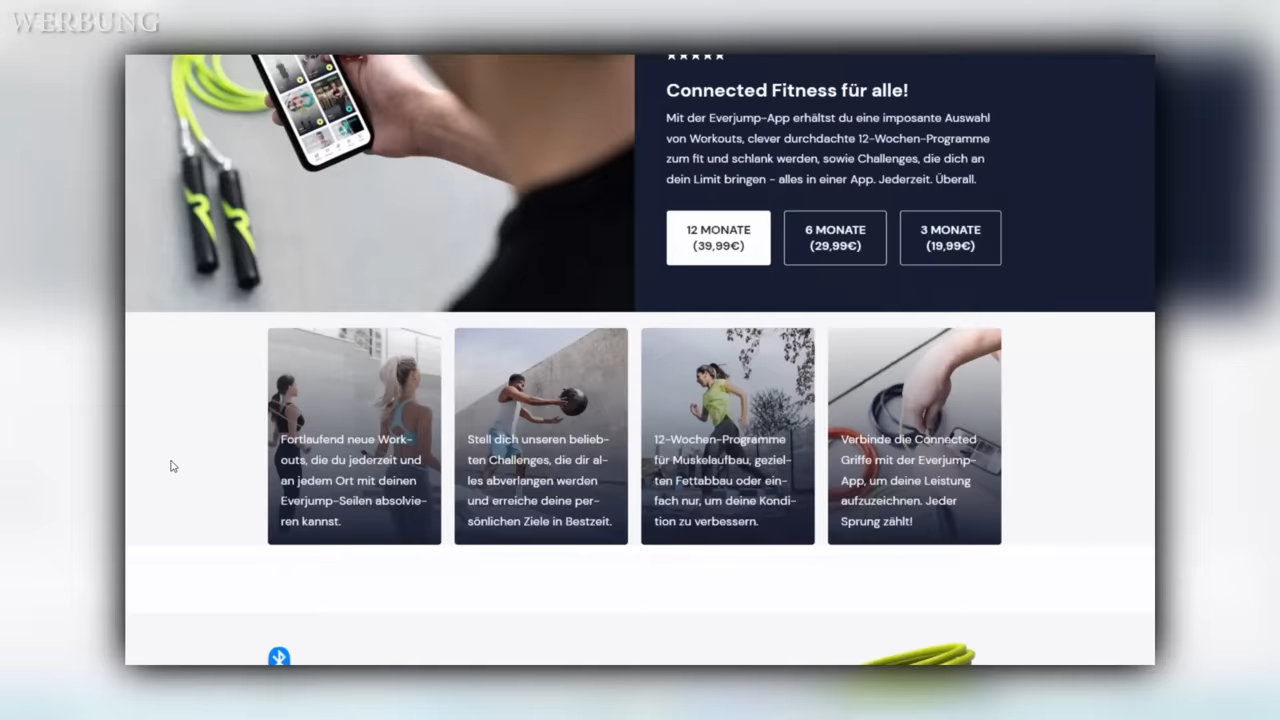 WERBUNG
Connected Fitness für alle!
Mit der Everjump-App erhältst du eine imposante Auswahl
von Workouts, clever durchdachte 12-Wochen-Programme
zum fit und schlank werden, sowie Challenges, die dich an
dein Limit bringen – alles in einer App. Jederzeit. Überall.
12 MONATE
(39,99€)
6 MONATE
(29,99€)
3 MONATE
(19,99€)
Fortlaufend neue Work-
outs, die du jederzeit und
an jedem Ort mit deinen
Everjump-Seilen absolvie-
ren kannst.
Stell dich unseren belieb-
ten Challenges, die dir al-
les abverlangen werden
und erreiche deine per-
sönlichen Ziele in Bestzeit.
12-Wochen-Programme
für Muskelaufbau, geziel-
ten Fettabbau oder ein-
fach nur, um deine Kondi-
tion zu verbessern.
Verbinde die Connected
Griffe mit der Everjump-
App, um deine Leistung
aufzuzeichnen. Jeder
Sprung zählt!